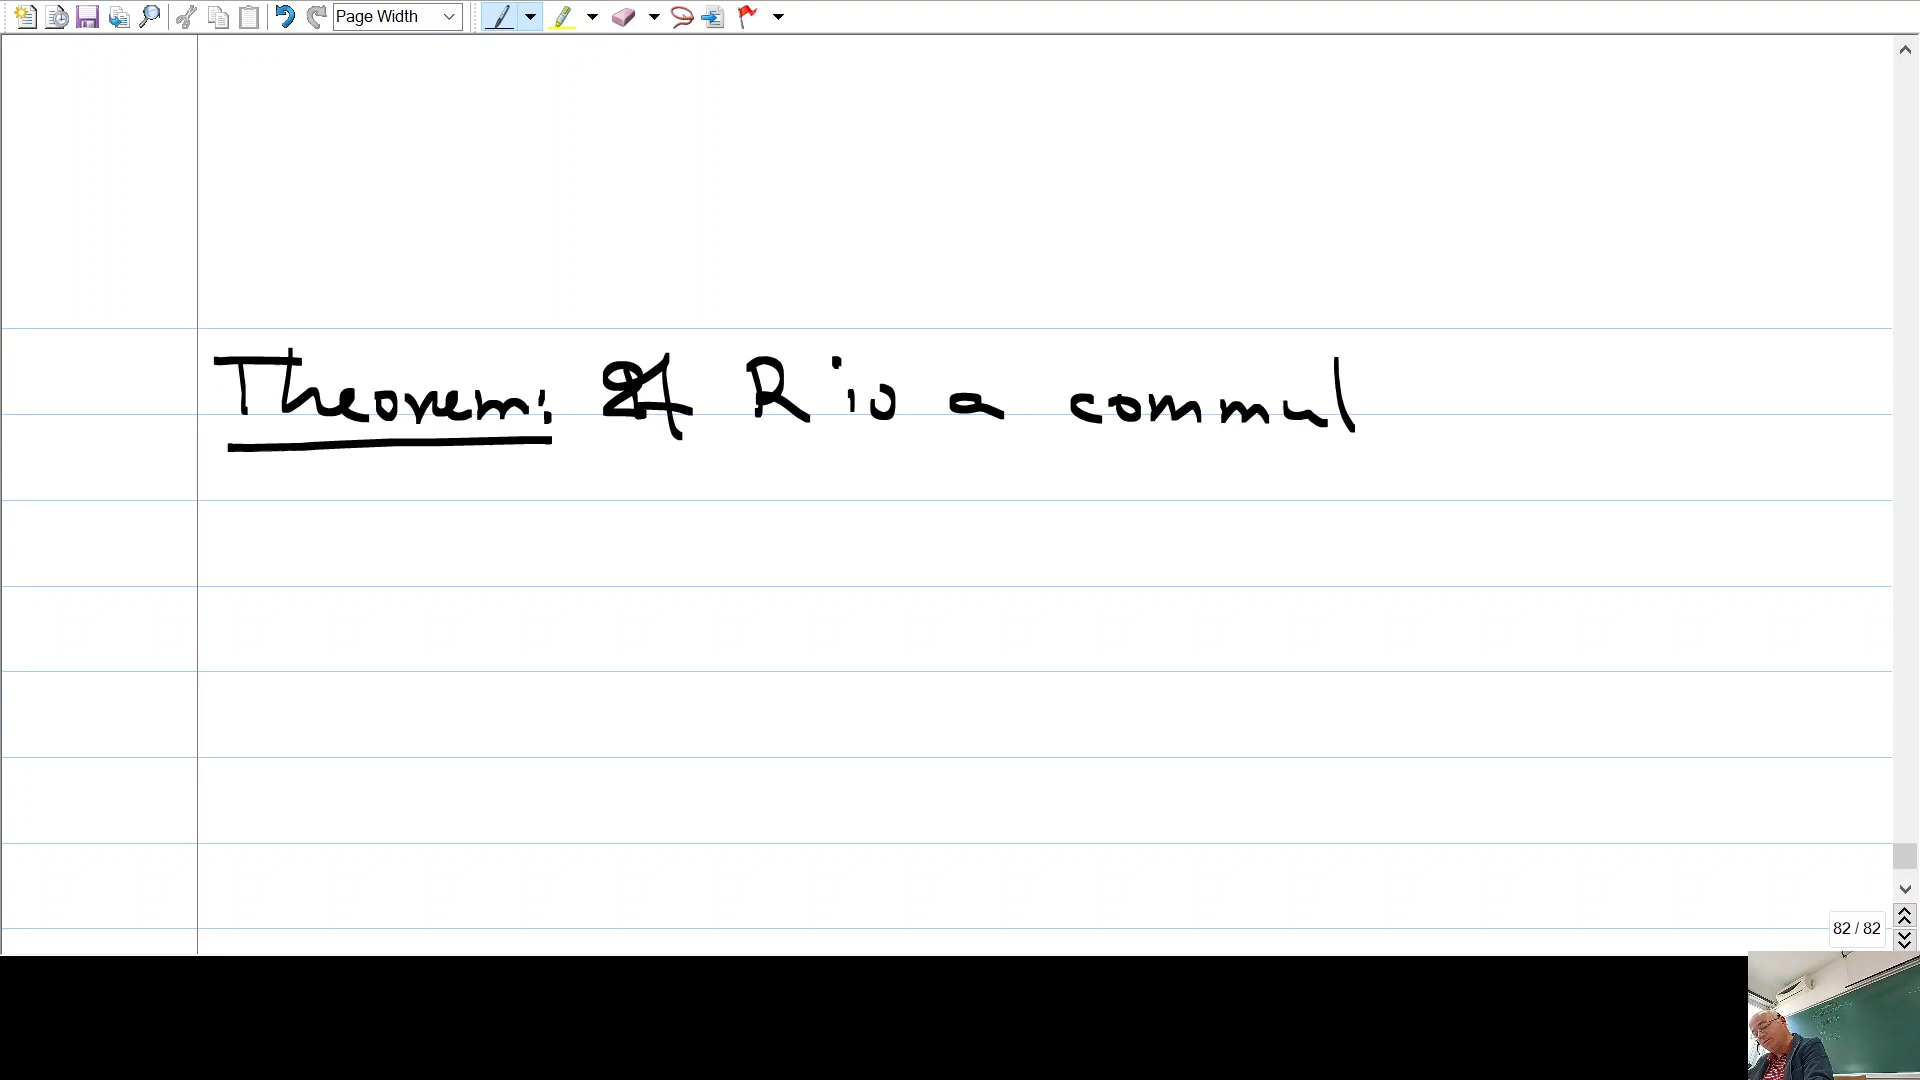 Page Width
Theorem: If R is a commut
82 / 82